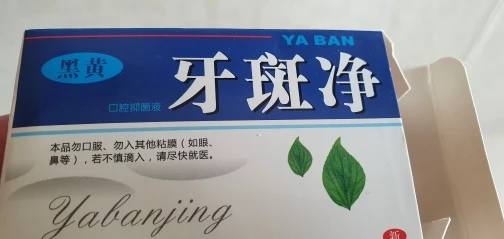 YA BAN
黑黄
牙斑净
口腔抑菌液
本品勿口服、勿入其他粘膜（如眼、
鼻等），若不慎滴入，请尽快就医。
Yabanjing
新